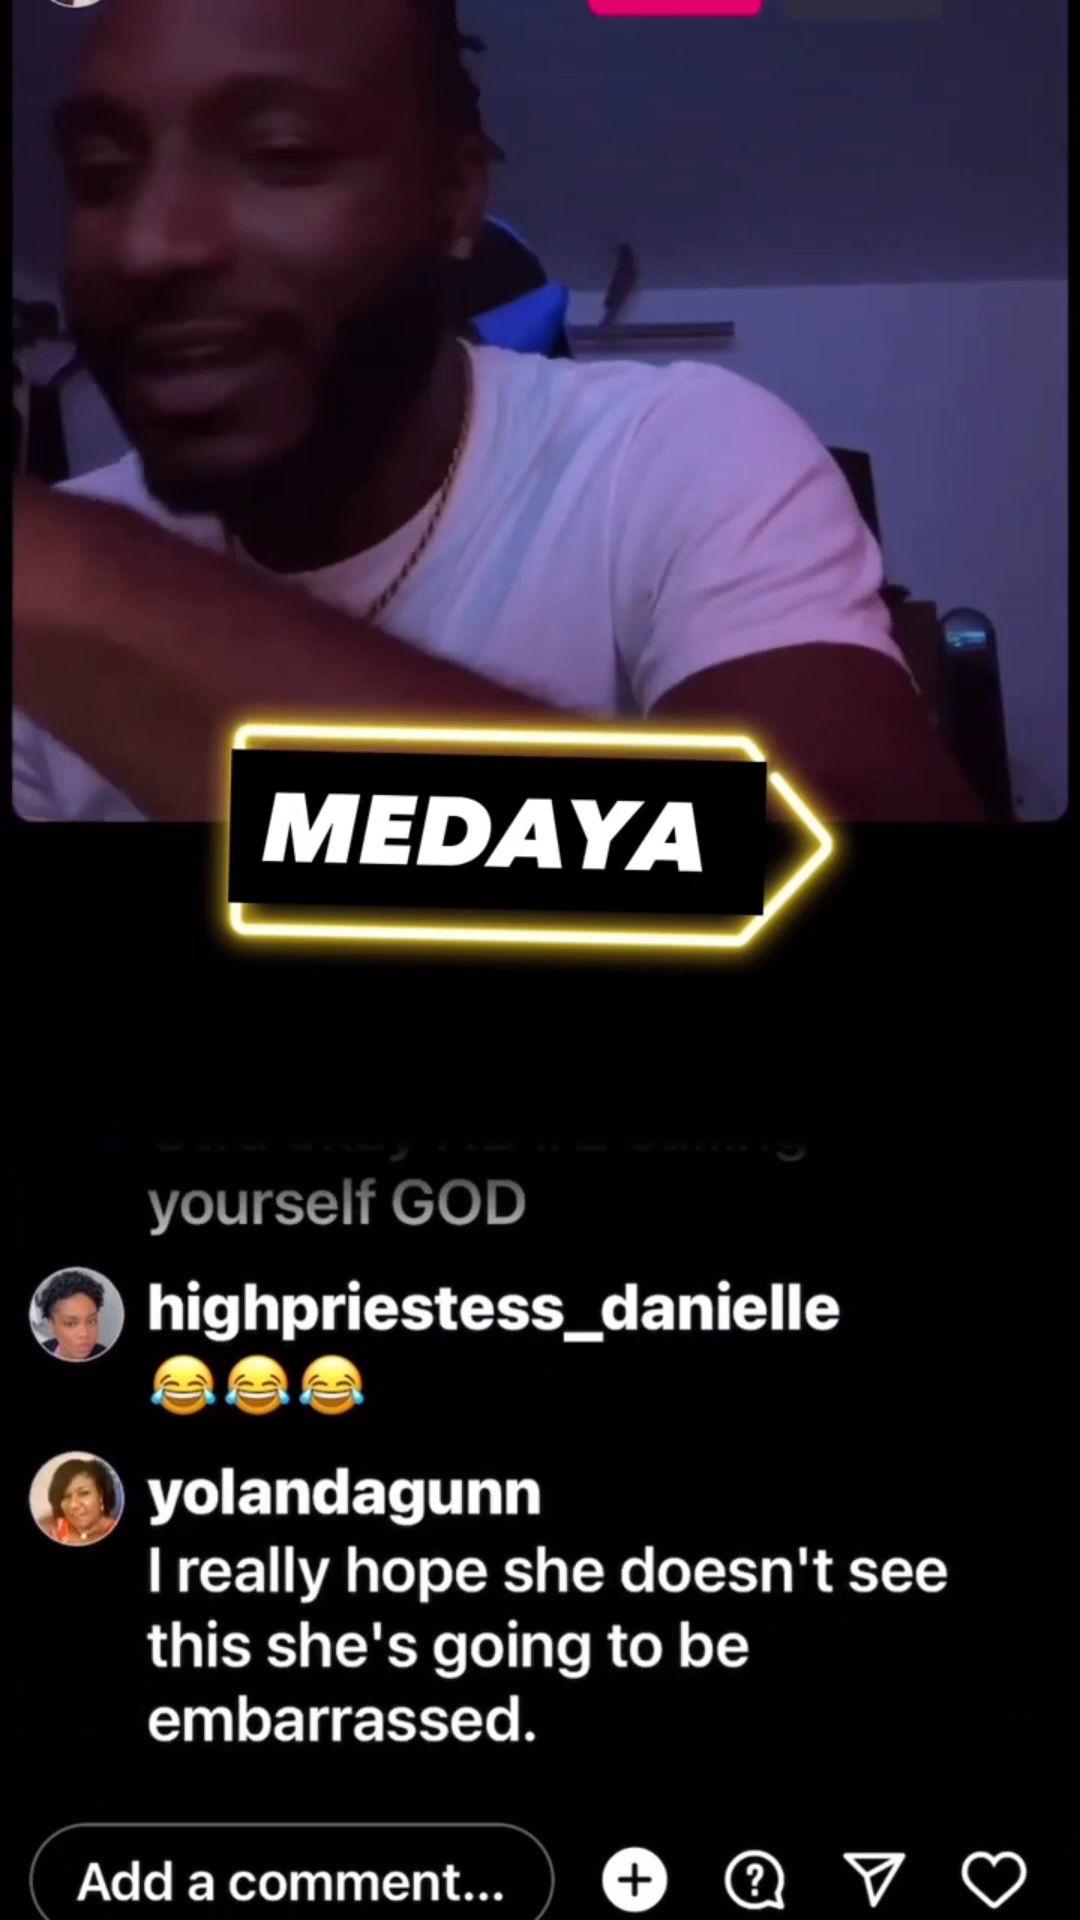 MEDAYA
yourself GOD
highpriestess_danielle
😂😂😂
yolandagunn
I really hope she doesn't see
this she's going to be
embarrassed.
Add a comment...